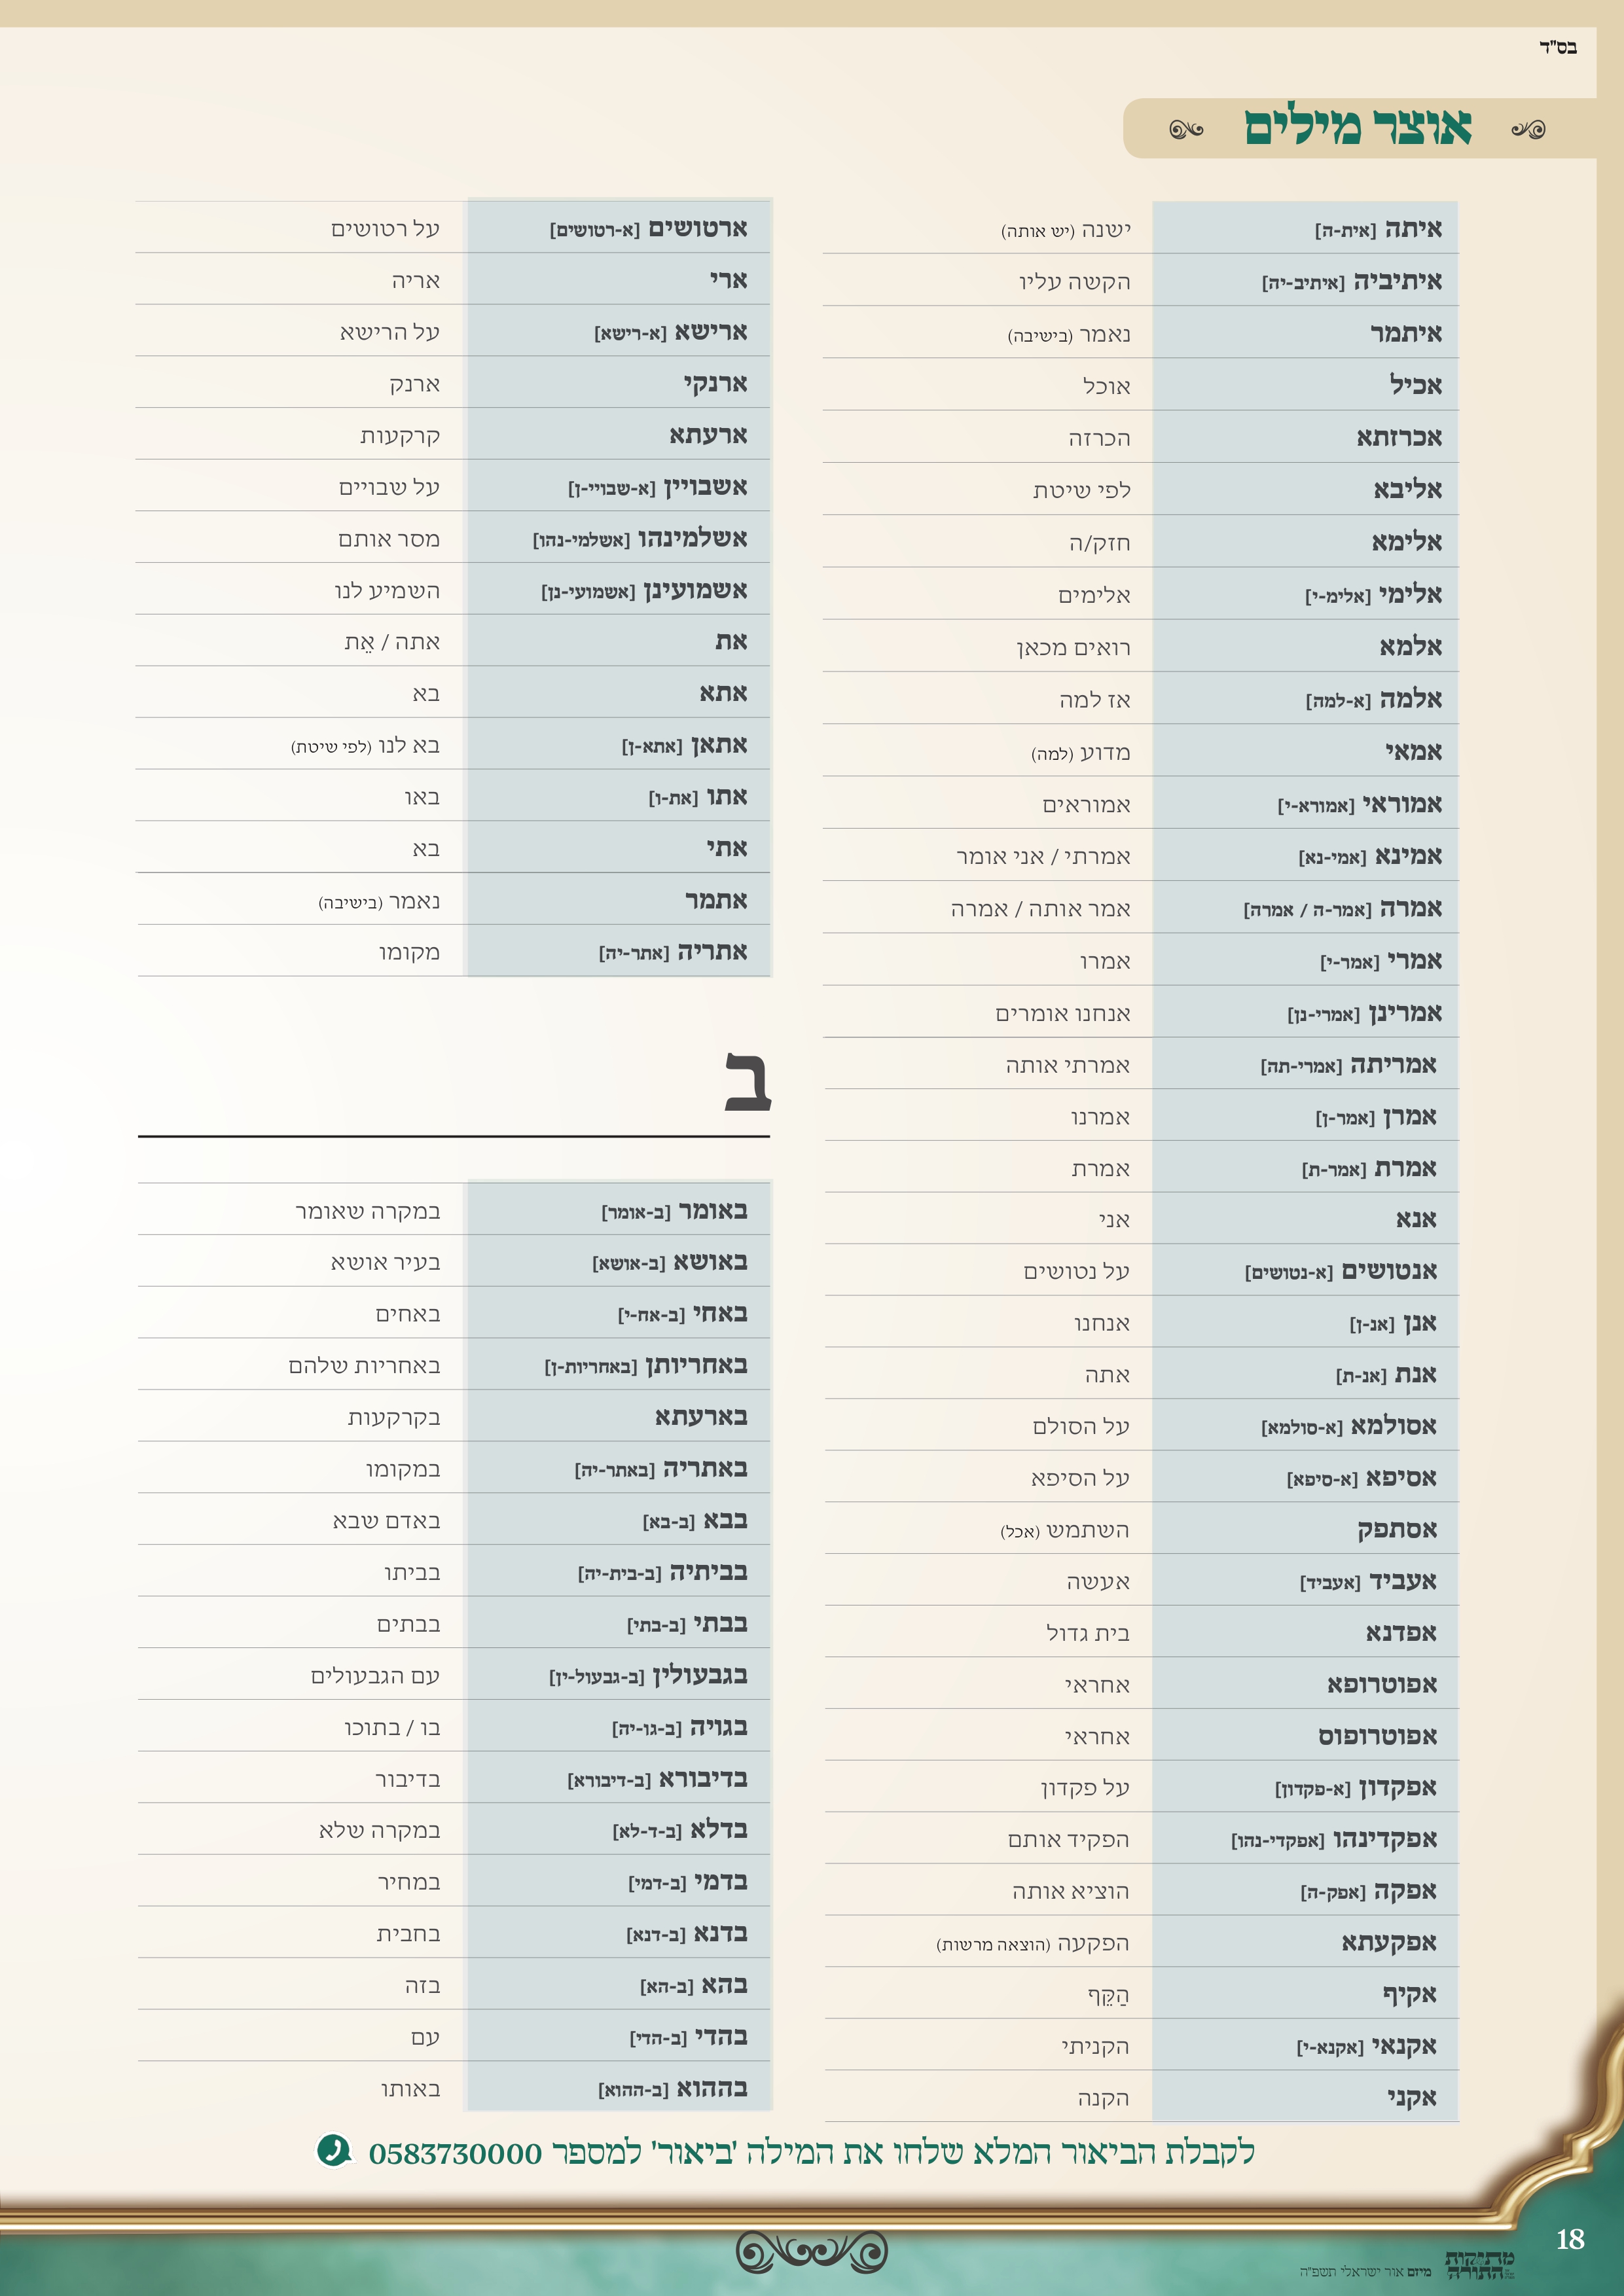 בס"ד
אוצר מילים
איתה [אית-ה] ישנה (יש אותה)
איתיביה [איתיב-יה] הקשה עליו
איתמר נאמר (בישיבה)
אכיל אוכל
אכרזתא הכרזה
אליבא לפי שיטת
אלימא חזק/ה
אלימי [אלימ-י] אלימים
אלמא רואים מכאן
אלמה [א-למה] אז למה
אמאי מדוע (למה)
אמוראי [אמורא-י] אמוראים
אמינא [אמי-נא] אמרתי / אני אומר
אמרה [אמר-ה / אמרה] אמר אותה / אמרה
אמרי [אמר-י] אמרו
אמרינן [אמרי-נן] אנחנו אומרים
אמריתה [אמרי-תה] אמרתי אותה
אמרן [אמר-ן] אמרנו
אמרת [אמר-ת] אמרת
אנא אני
אנטושים [א-נטושים] על נטושים
אנן [אנ-ן] אנחנו
אנת [אנ-ת] אתה
אסולמא [א-סולמא] על הסולם
אסיפא [א-סיפא] על הסיפא
אסתפק השתמש (אכל)
אעביד [אעביד] אעשה
אפדנא בית גדול
אפוטרופא אחראי
אפוטרופוס אחראי
אפקדון [א-פקדון] על פקדון
אפקדינהו [אפקדי-נהו] הפקיד אותם
אפקה [אפק-ה] הוציא אותה
אפקעתא הפקעה (הוצאה מרשות)
אקיף הַקֵּף
אקנאי [אקנא-י] הקניתי
אקני הקנה
ארטושים [א-רטושים] על רטושים
ארי אריה
ארישא [א-רישא] על הרישא
ארנקי ארנק
ארעתא קרקעות
אשבויין [א-שבויי-ן] על שבויים
אשלמינהו [אשלמי-נהו] מסר אותם
אשמועינן [אשמועי-נן] השמיע לנו
את אתה / אֵת
אתא בא
אתאן [אתא-ן] בא לנו (לפי שיטת)
אתו [את-ו] באו
אתי בא
אתמר נאמר (בישיבה)
אתריה [אתר-יה] מקומו
ב
באומר [ב-אומר] במקרה שאומר
באושא [ב-אושא] בעיר אושא
באחי [ב-אח-י] באחים
באחריותן [באחריות-ן] באחריות שלהם
בארעתא בקרקעות
באתריה [באתר-יה] במקומו
בבא [ב-בא] באדם שבא
בביתיה [ב-בית-יה] בביתו
בבתי [ב-בתי] בבתים
בגבעולין [ב-גבעול-ין] עם הגבעולים
בגויה [ב-גו-יה] בו / בתוכו
בדיבורא [ב-דיבורא] בדיבור
בדלא [ב-ד-לא] במקרה שלא
בדמי [ב-דמי] במחיר
בדנא [ב-דנא] בחבית
בהא [ב-הא] בזה
בהדי [ב-הדי] עם
בההוא [ב-ההוא] באותו
לקבלת הביאור המלא שלחו את המילה 'ביאור' למספר 0583730000
18
מתיקות
התורה
מיזם אור ישראלי תשפ"ה